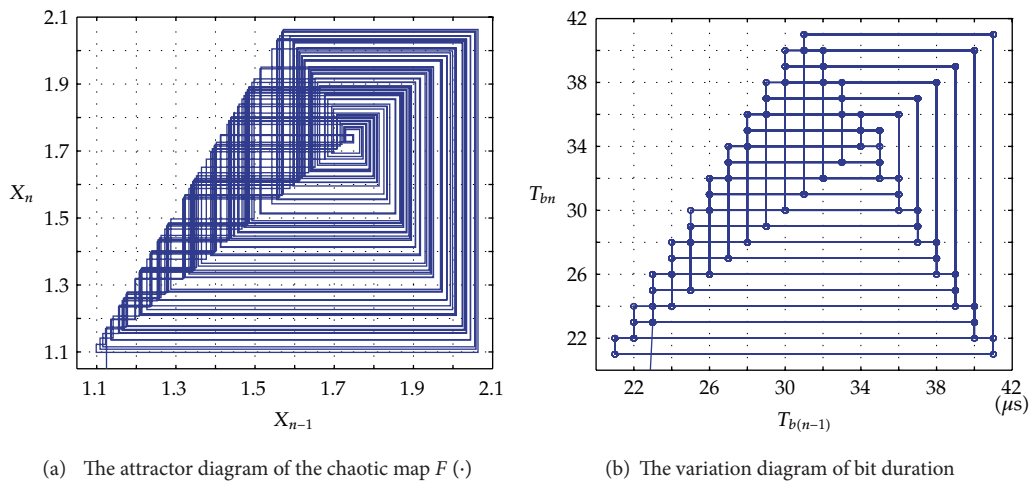 2.1
1.9
1.7
1.5
1.3
1.1
X_n
1.1 1.3 1.5 1.7 1.9 2.1
X_{n−1}
(a) The attractor diagram of the chaotic map F (·)
42
38
34
30
26
22
T_{bn}
22 26 30 34 38 42
(μs)
T_{b(n−1)}
(b) The variation diagram of bit duration